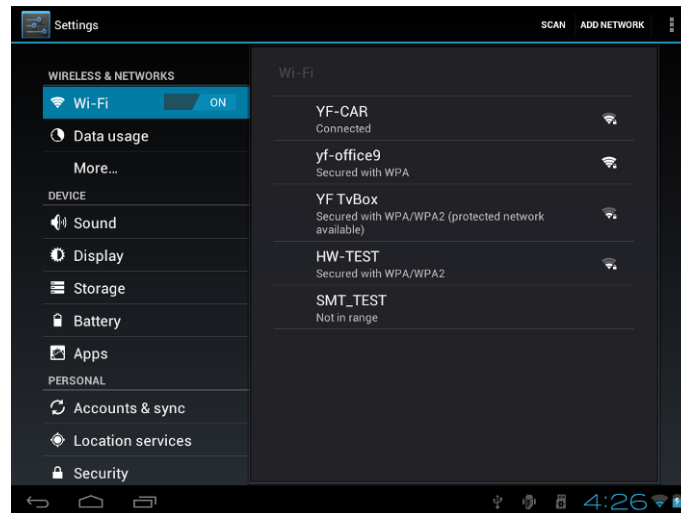 Settings
SCAN
ADD NETWORK
WIRELESS & NETWORKS
Wi-Fi
ON
Data usage
More...
DEVICE
Sound
Display
Storage
Battery
Apps
PERSONAL
Accounts & sync
Location services
Security
Wi-Fi
YF-CAR
Connected
yf-office9
Secured with WPA
YF TvBox
Secured with WPA/WPA2 (protected network
available)
HW-TEST
Secured with WPA/WPA2
SMT_TEST
Not in range
4:26